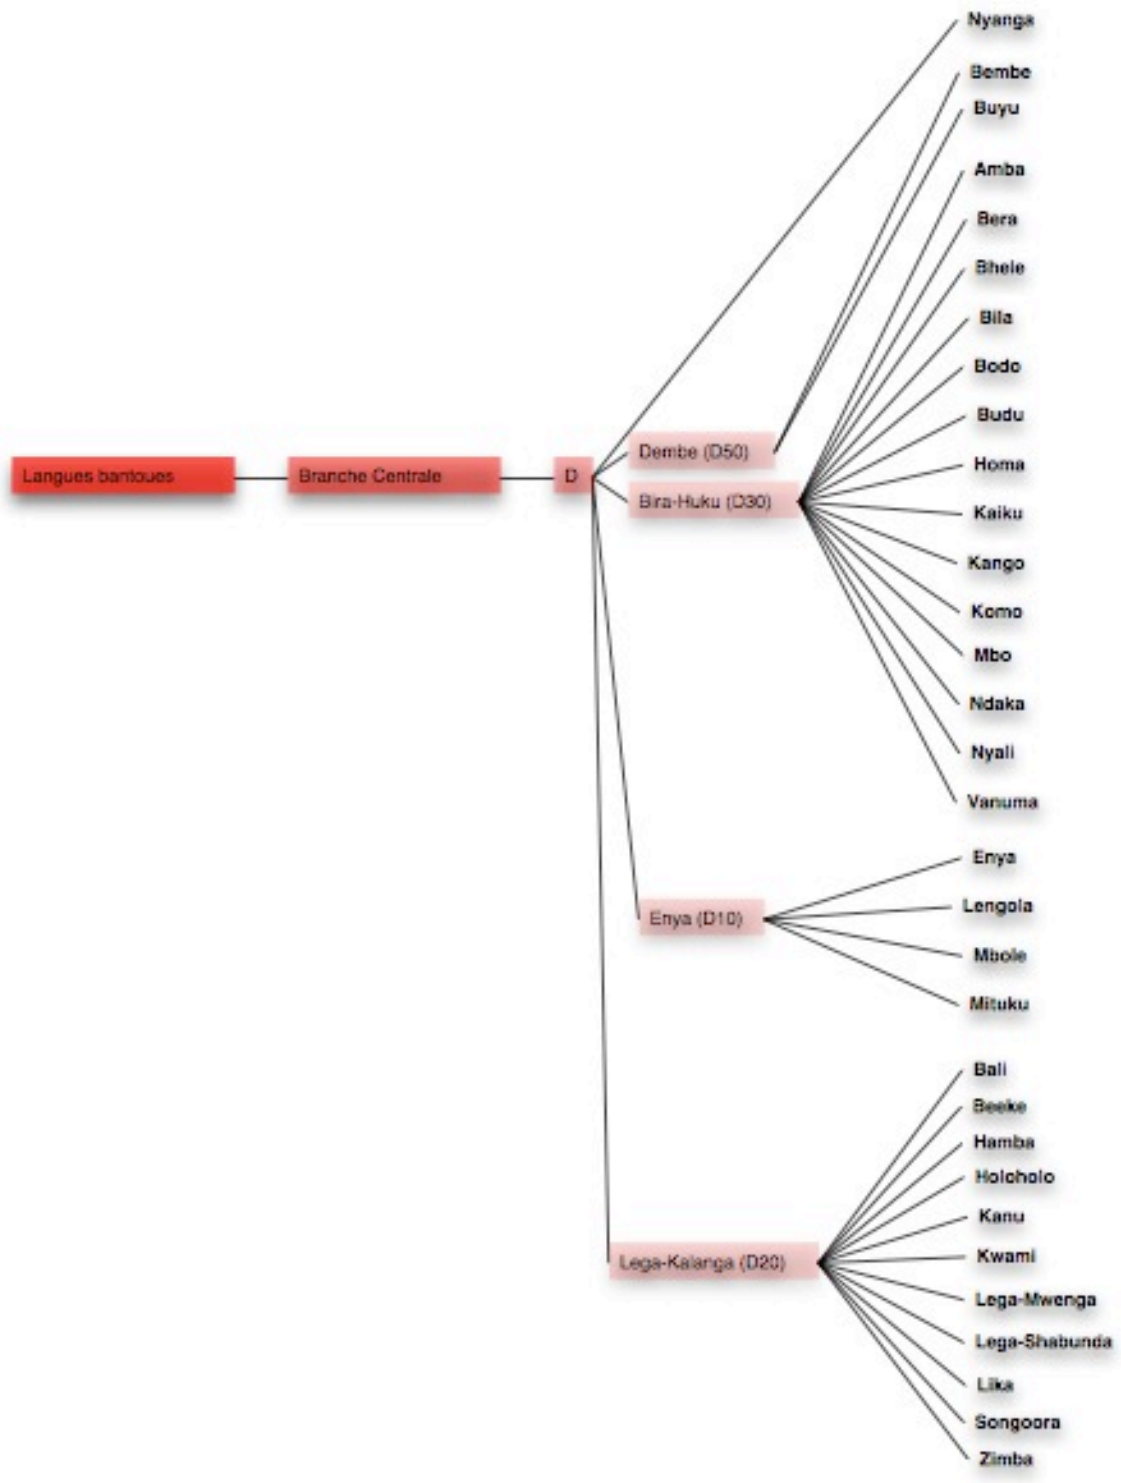 Langues bantoues
Branche Centrale
D
Dembe (D50)
Bira-Huku (D30)
Enya (D10)
Lega-Kalanga (D20)
Nyanga
Bembe
Buyu
Amba
Bera
Bhele
Bila
Bodo
Budu
Homa
Kaiku
Kango
Komo
Mbo
Ndaka
Nyali
Vanuma
Enya
Lengola
Mbole
Mituku
Bali
Beeke
Hamba
Holoholo
Kanu
Kwami
Lega-Mwenga
Lega-Shabunda
Lika
Songoora
Zimba